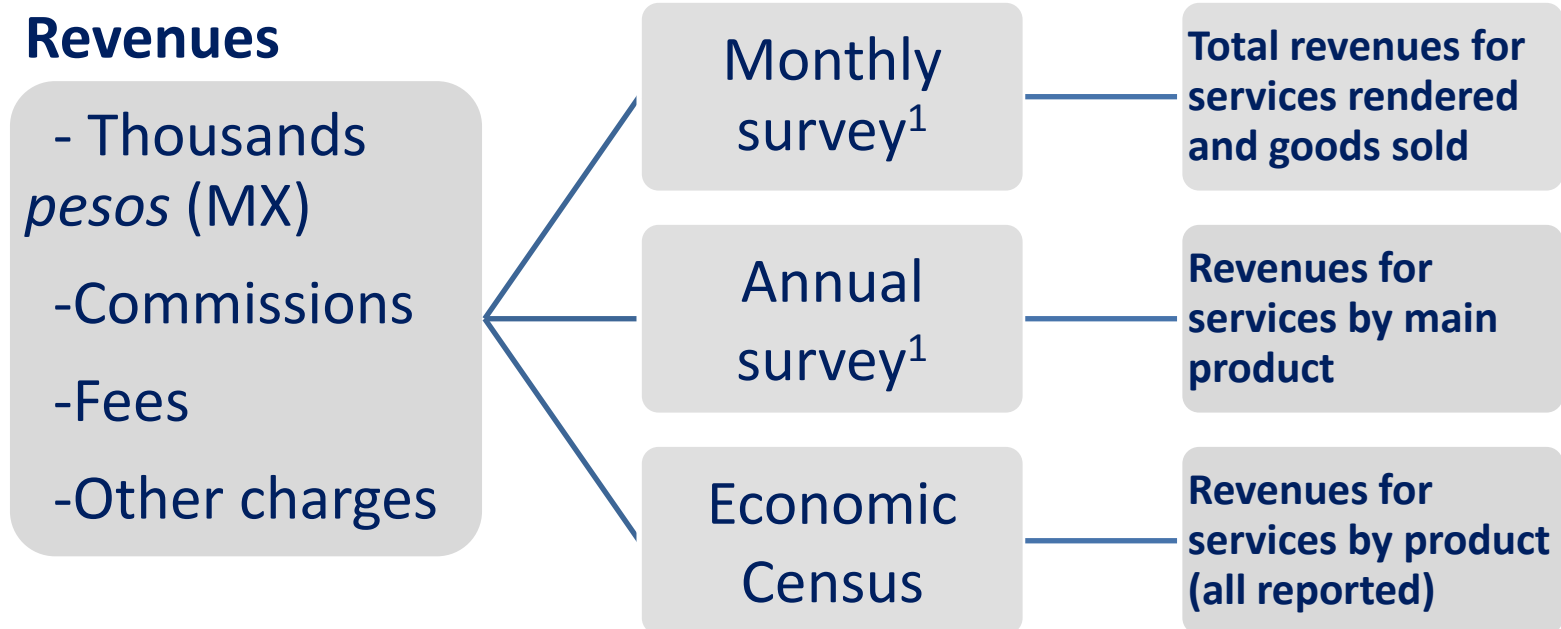 Revenues
- Thousands
pesos (MX)
-Commissions
-Fees
-Other charges
Monthly
survey1
Annual
survey1
Economic
Census
Total revenues for
services rendered
and goods sold
Revenues for
services by main
product
Revenues for
services by product
(all reported)